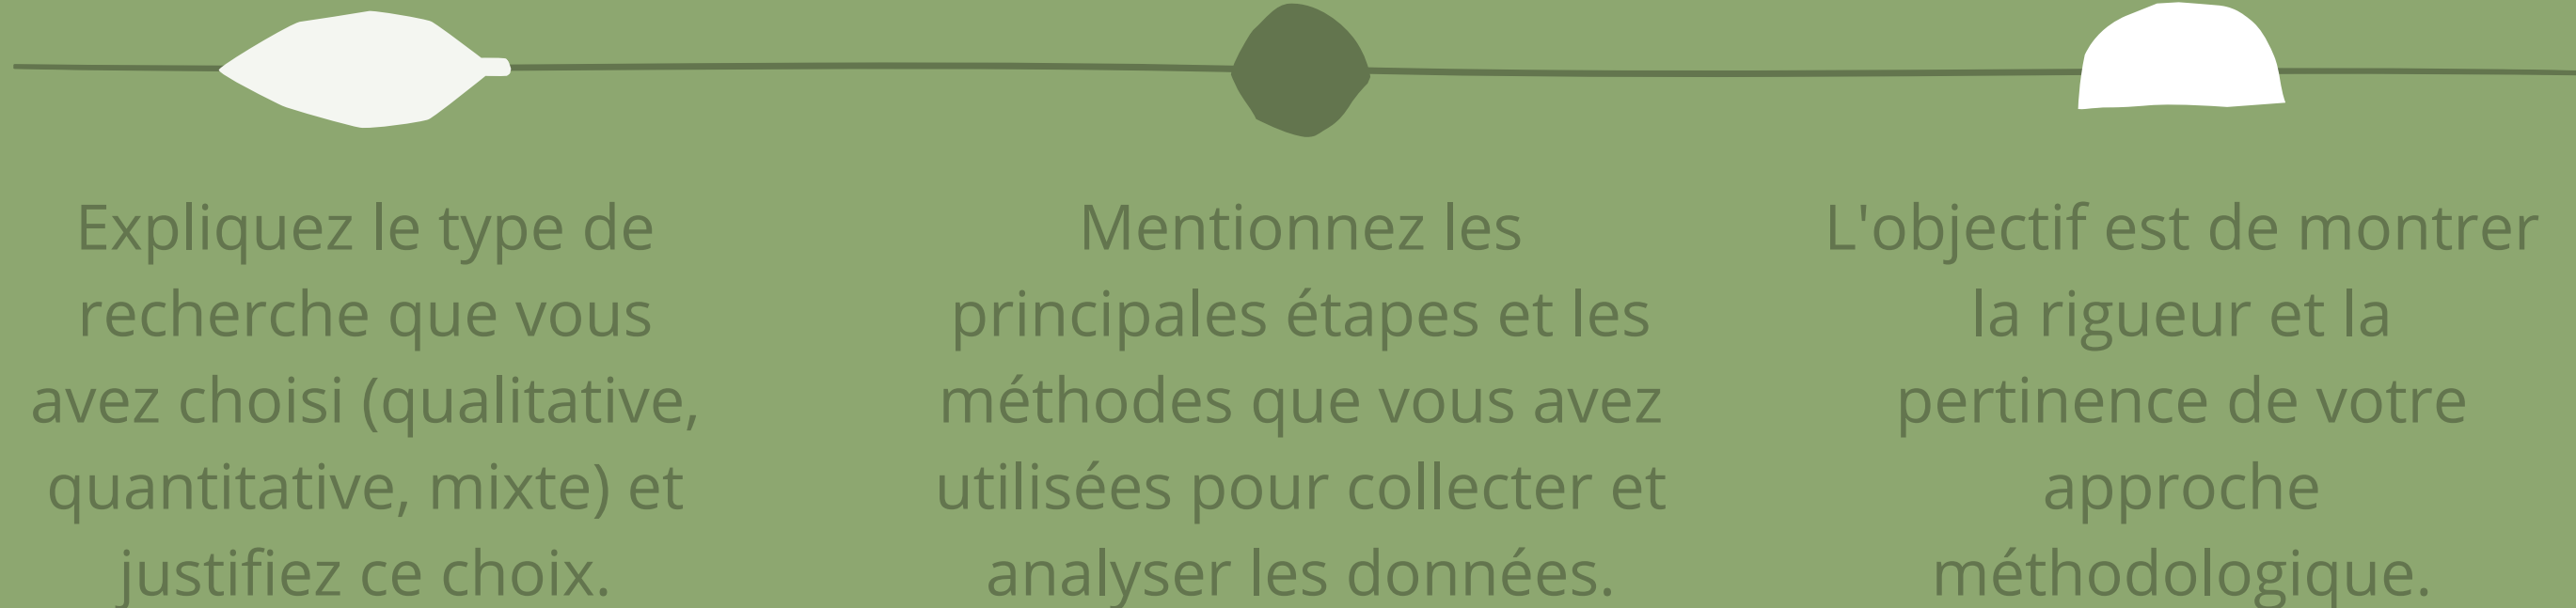 Expliquez le type de
recherche que vous
avez choisi (qualitative,
quantitative, mixte) et
justifiez ce choix.
Mentionnez les
principales étapes et les
méthodes que vous avez
utilisées pour collecter et
analyser les données.
L'objectif est de montrer
la rigueur et la
pertinence de votre
approche
méthodologique.